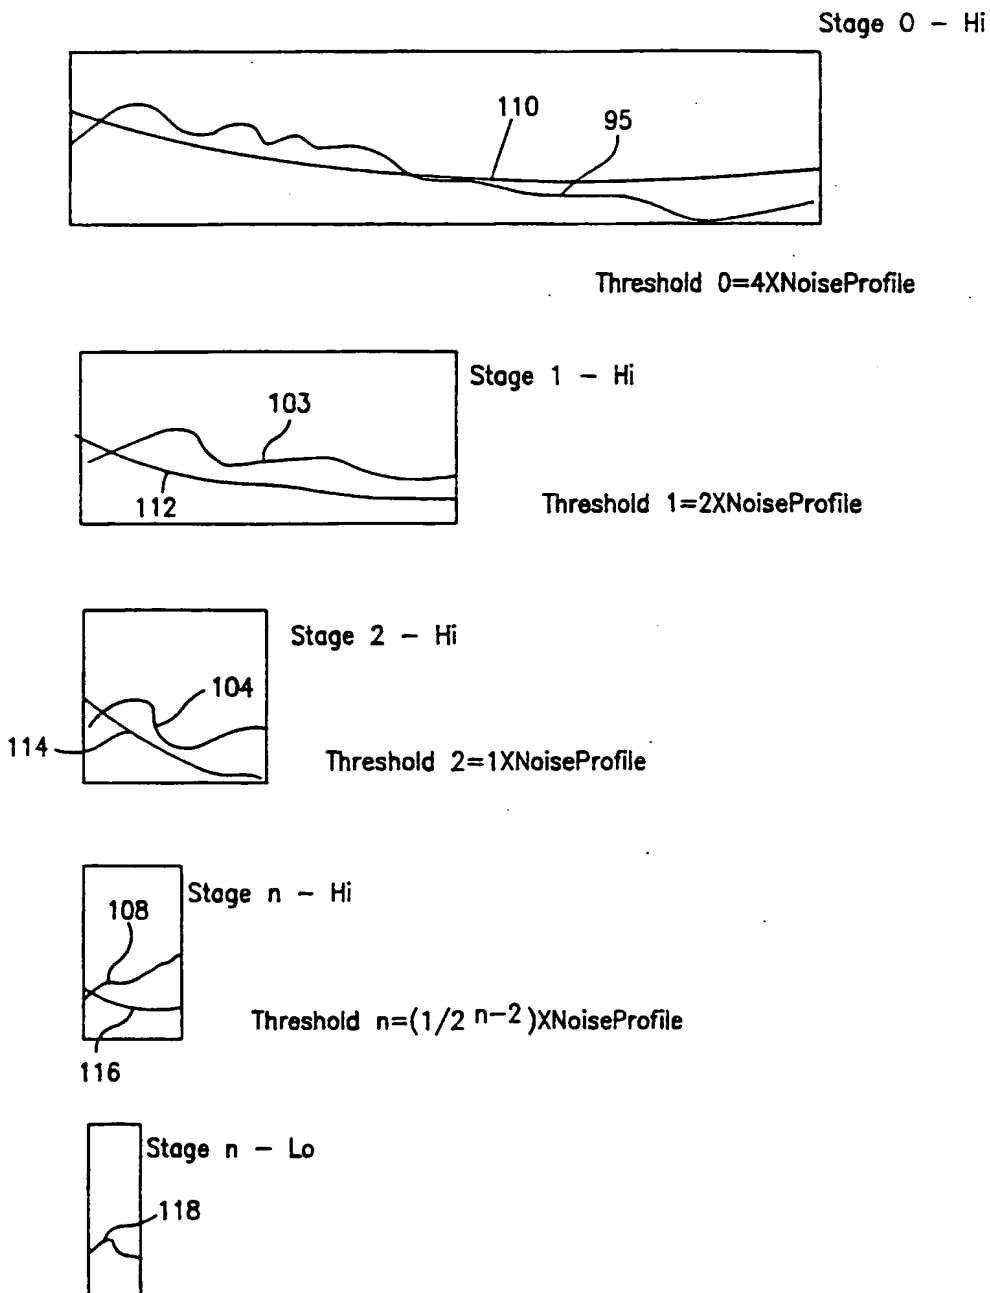 Stage 0 - Hi
110
95
Threshold 0=4XNoiseProfile
Stage 1 - Hi
103
112
Threshold 1=2XNoiseProfile
Stage 2 - Hi
104
114
Threshold 2=1XNoiseProfile
Stage n - Hi
108
Threshold n=(1/2 n-2)XNoiseProfile
116
Stage n - Lo
118